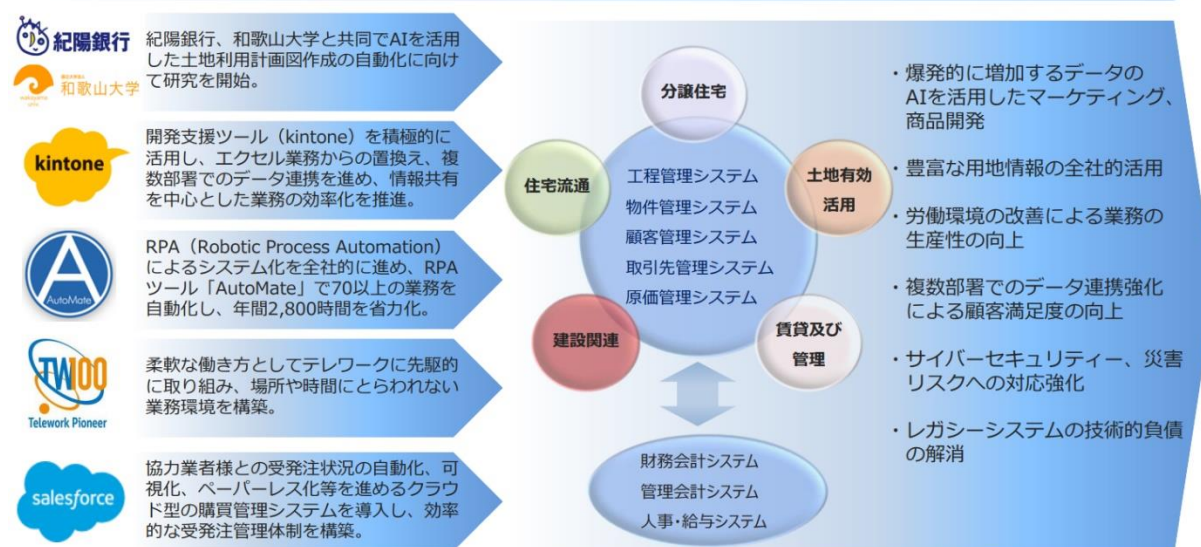 紀陽銀行
和歌山大学
紀陽銀行、和歌山大学と共同でAIを活用
した土地利用計画図作成の自動化に向け
て研究を開始。
kintone
開発支援ツール（kintone）を積極的に
活用し、エクセル業務からの置換え、複
数部署でのデータ連携を進め、情報共有
を中心とした業務の効率化を推進。
A
AutoMate
RPA（Robotic Process Automation）
によるシステム化を全社的に進め、RPA
ツール「AutoMate」で70以上の業務を
自動化し、年間2,800時間を省力化。
TW100
Telework Pioneer
柔軟な働き方としてテレワークに先駆的
に取り組み、場所や時間にとらわれない
業務環境を構築。
salesforce
協力業者様との受発注状況の自動化、可
視化、ペーパーレス化等を進めるクラウ
ド型の購買管理システムを導入し、効率
的な受発注管理体制を構築。
分譲住宅
住宅流通
土地有効
活用
建設関連
賃貸及び
管理
工程管理システム
物件管理システム
顧客管理システム
取引先管理システム
原価管理システム
財務会計システム
管理会計システム
人事・給与システム
・爆発的に増加するデータの
AIを活用したマーケティング、
商品開発
・豊富な用地情報の全社的活用
・労働環境の改善による業務の
生産性の向上
・複数部署でのデータ連携強化
による顧客満足度の向上
・サイバーセキュリティー、災害
リスクへの対応強化
・レガシーシステムの技術的負債
の解消